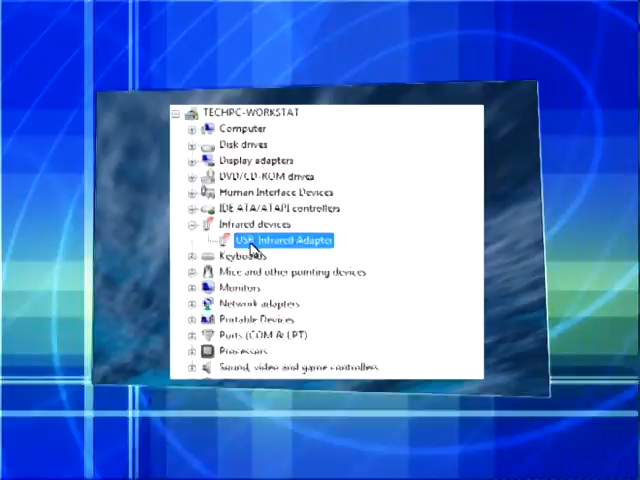 TECHPC-WORKSTAT
Computer
Disk drives
Display adapters
DVD/CD-ROM drives
Human Interface Devices
IDE ATA/ATAPI controllers
Infrared devices
USB Infrared Adapter
Keyboards
Mice and other pointing devices
Monitors
Network adapters
Portable Devices
Ports (COM & LPT)
Processors
Sound, video and game controllers